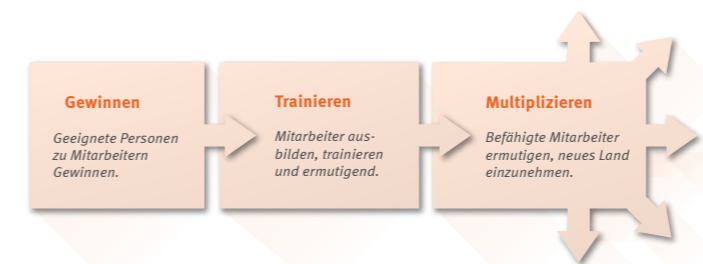 Gewinnen
Geeignete Personen
zu Mitarbeitern
Gewinnen.
Trainieren
Mitarbeiter aus-
bilden, trainieren
und ermutigend.
Multiplizieren
Befähigte Mitarbeiter
ermutigen, neues Land
einzunehmen.